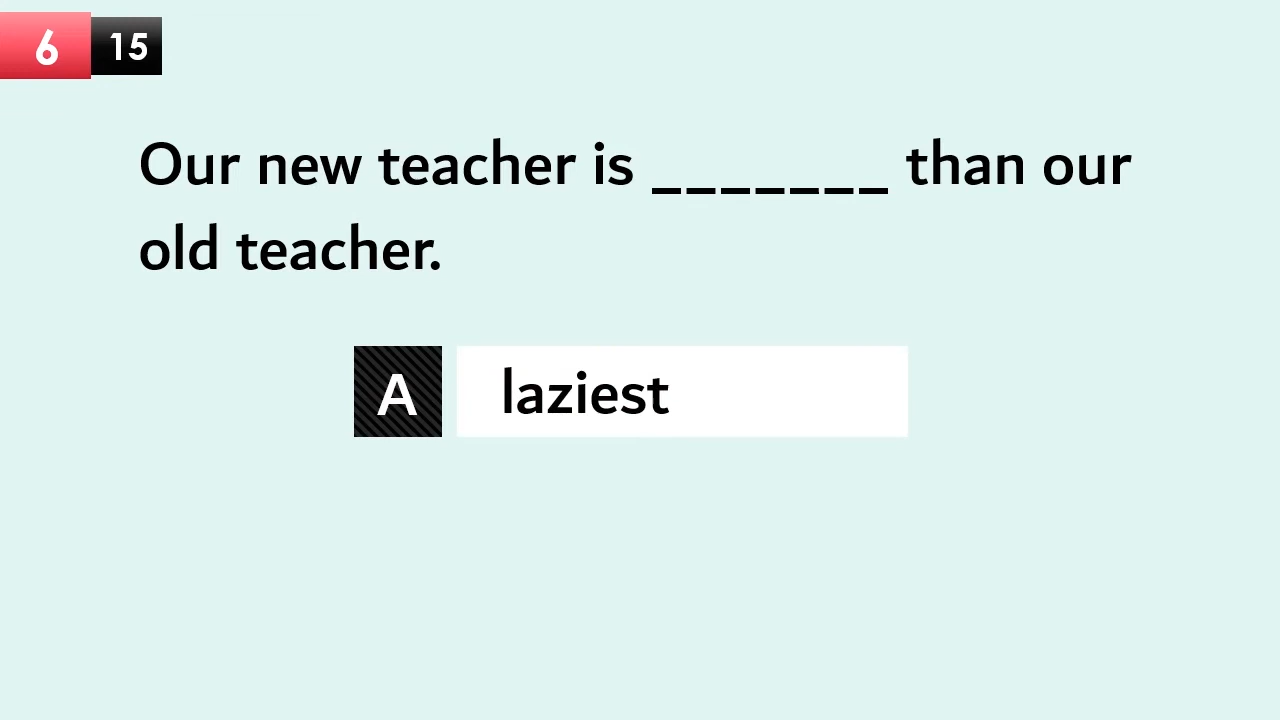 6 15
Our new teacher is _______ than our
old teacher.
A laziest